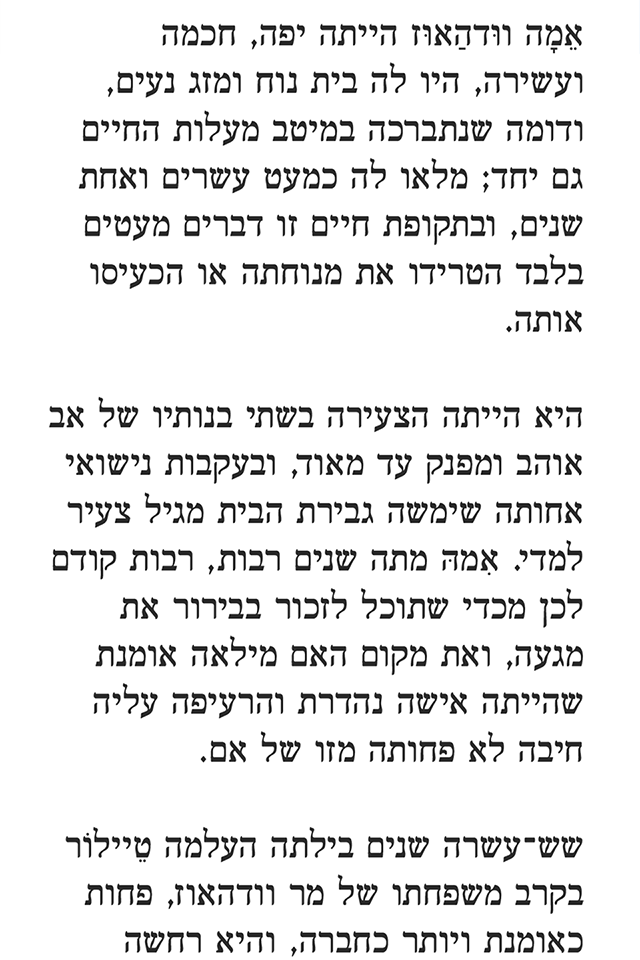 אֵמָה ווּדהַאוּז הייתה יפה, חכמה
ועשירה, היו לה בית נוח ומזג נעים,
ודומה שנתברכה במיטב מעלות החיים
גם יחד; מלאו לה כמעט עשרים ואחת
שנים, ובתקופת חיים זו דברים מעטים
בלבד הטרידו את מנוחתה או הכעיסו
אותה.
היא הייתה הצעירה בשתי בנותיו של אב
אוהב ומפנק עד מאוד, ובעקבות נישואי
אחותה שימשה גבירת הבית מגיל צעיר
למדי. אִמהּ מתה שנים רבות, רבות קודם
לכן מכדי שתוכל לזכור בבירור את
מגעה, ואת מקום האם מילאה אומנת
שהייתה אישה נהדרת והרעיפה עליה
חיבה לא פחותה מזו של אם.
שש־עשרה שנים בילתה העלמה טֵיילוֹר
בקרב משפחתו של מר וודהאוז, פחות
כאומנת ויותר כחברה, והיא רחשה